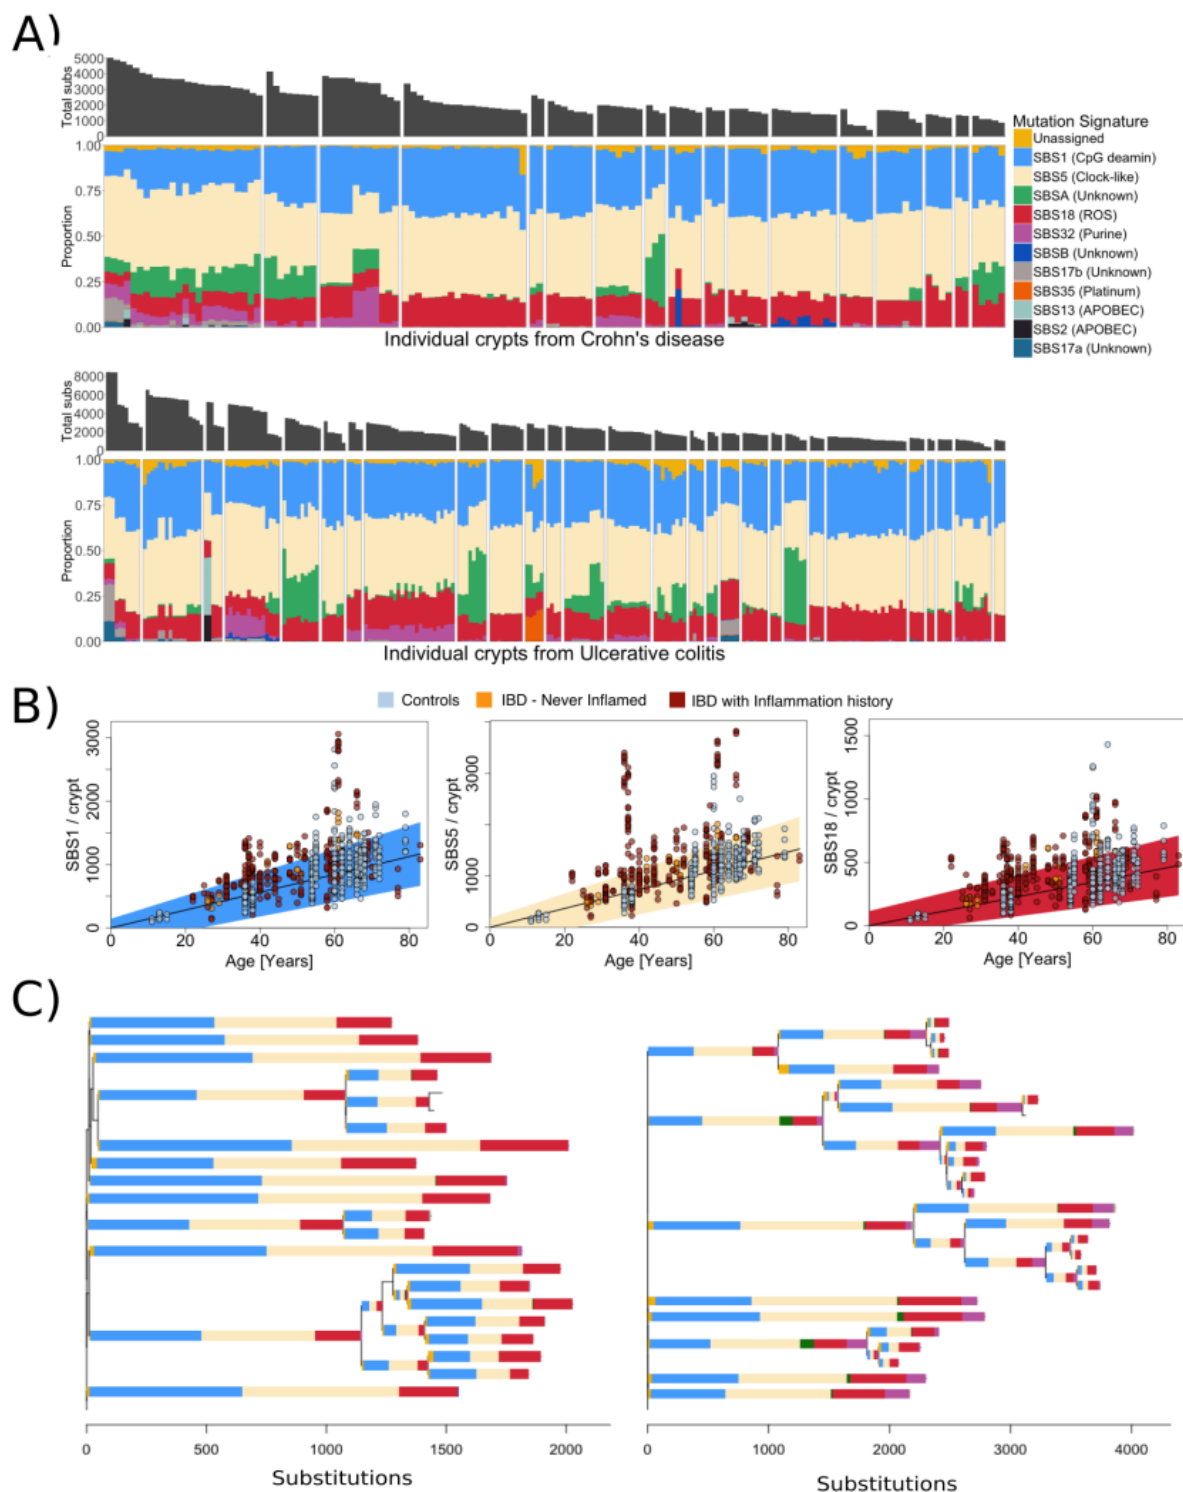 A)
Total subs
5000
4000
3000
2000
1000
0
Proportion
1.00
0.75
0.50
0.25
0.00
Individual crypts from Crohn's disease
Mutation Signature
Unassigned
SBS1 (CpG deamin)
SBS5 (Clock-like)
SBSA (Unknown)
SBS18 (ROS)
SBS32 (Purine)
SBSB (Unknown)
SBS17b (Unknown)
SBS35 (Platinum)
SBS13 (APOBEC)
SBS2 (APOBEC)
SBS17a (Unknown)
Total subs
8000
6000
4000
2000
0
Proportion
1.00
0.75
0.50
0.25
0.00
Individual crypts from Ulcerative colitis
B)
Controls IBD - Never Inflamed IBD with Inflammation history
SBS1 / crypt
3000
2000
1000
0
0 20 40 60 80
Age [Years]
SBS5 / crypt
3000
1000
0
0 20 40 60 80
Age [Years]
SBS18 / crypt
1500
1000
500
0
0 20 40 60 80
Age [Years]
C)
0 500 1000 1500 2000
Substitutions
0 1000 2000 3000 4000
Substitutions